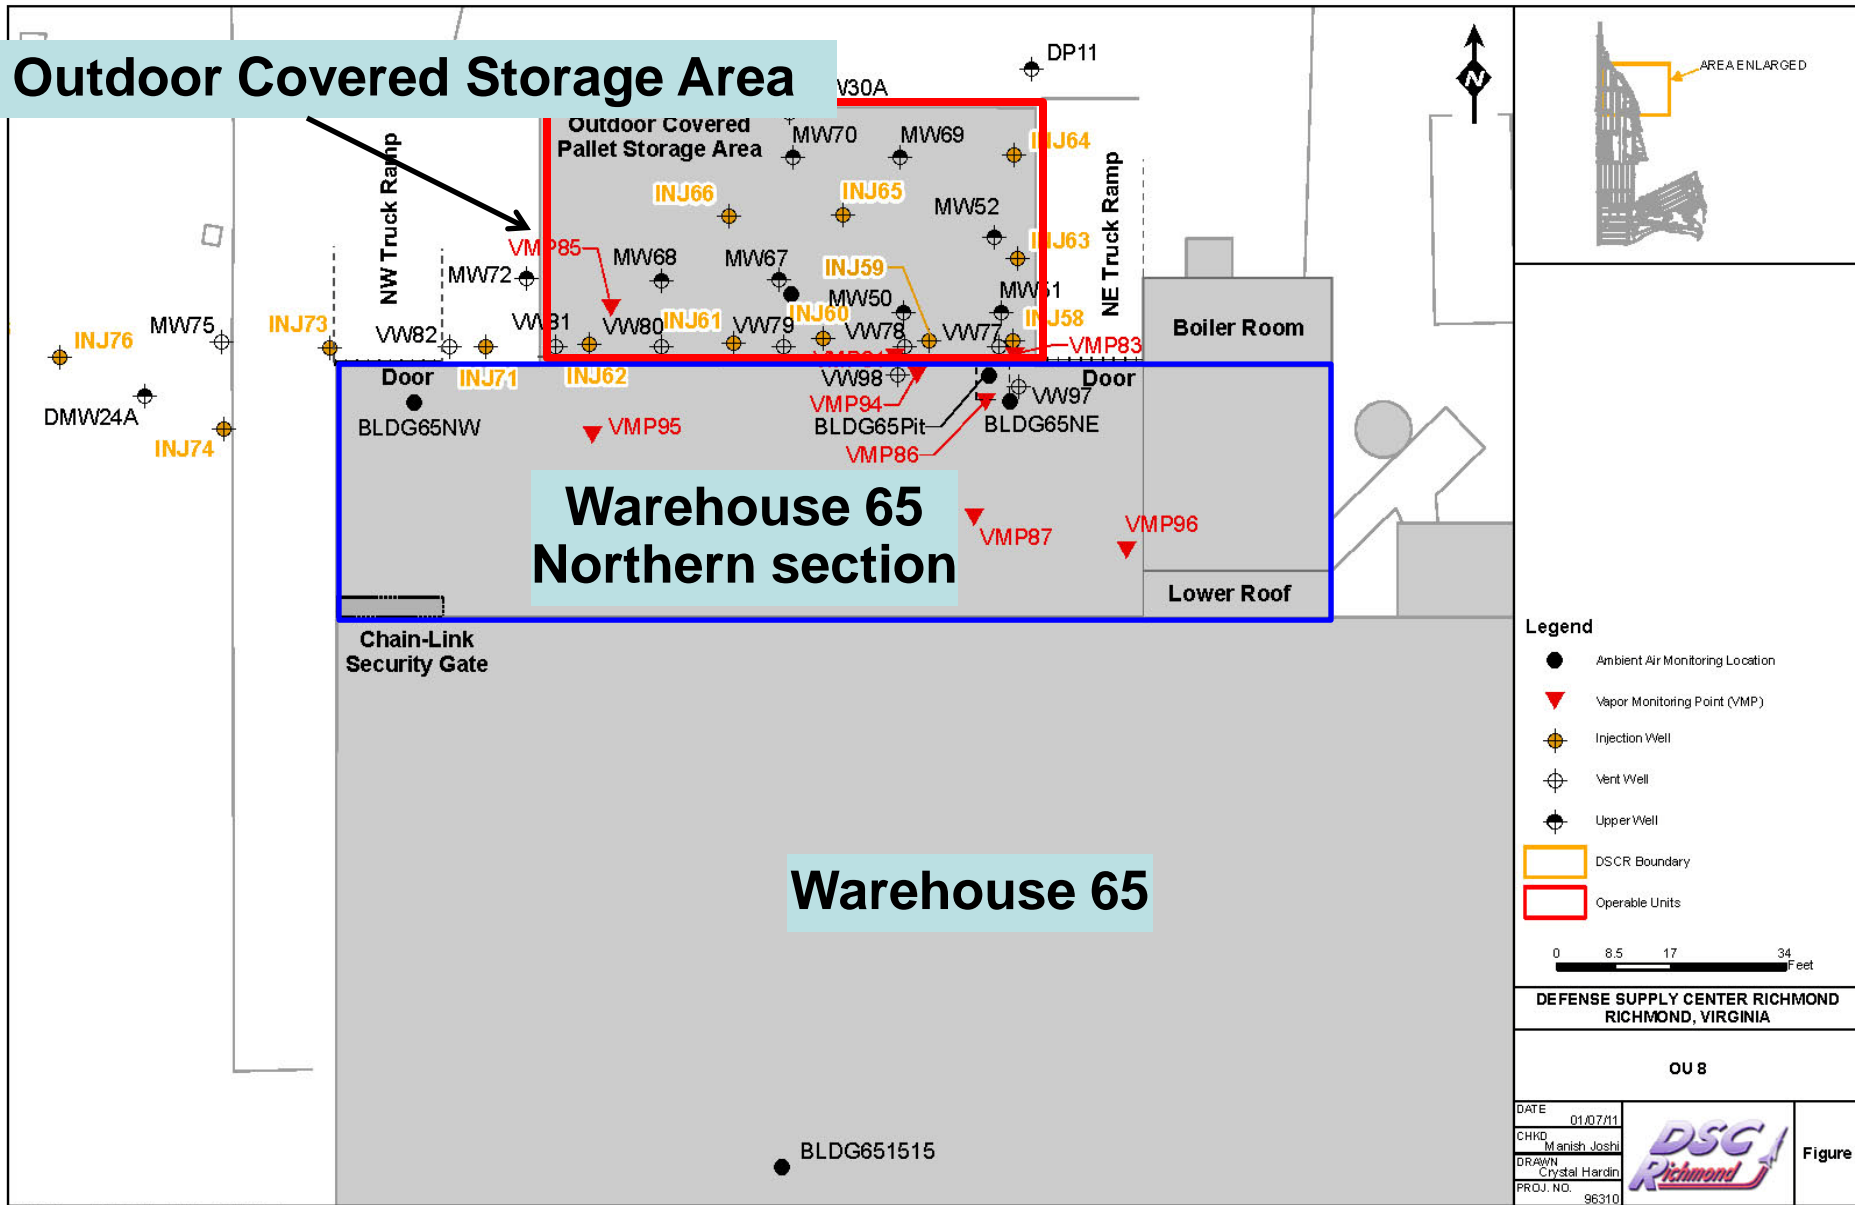 Outdoor Covered Storage Area
DP11
Outdoor Covered
Pallet Storage Area
MW70
MW69
INJ64
NW Truck Ramp
NE Truck Ramp
INJ66
INJ65
MW52
INJ63
VMP85
MW68
MW67
INJ59
MW72
MW50
MW51
INJ76
MW75
INJ73
VW82
VW81
VW80
INJ61
VW79
INJ60
VW78
VW77
INJ58
VMP83
Boiler Room
Door
INJ71
INJ62
VW98
Door
VMP94
VW97
DMW24A
BLDG65NW
VMP95
BLDG65Pit
BLDG65NE
INJ74
VMP86
Warehouse 65
Northern section
VMP87
VMP96
Lower Roof
Chain-Link
Security Gate
Warehouse 65
BLDG651515
N
AREA ENLARGED
Legend
Ambient Air Monitoring Location
Vapor Monitoring Point (VMP)
Injection Well
Vent Well
Upper Well
DSCR Boundary
Operable Units
0 8.5 17 34
Feet
DEFENSE SUPPLY CENTER RICHMOND
RICHMOND, VIRGINIA
OU 8
DATE
01/07/11
CHKD
Manish Joshi
DRAWN
Crystal Hardin
PROJ. NO.
96310
DSC
Richmond
Figure